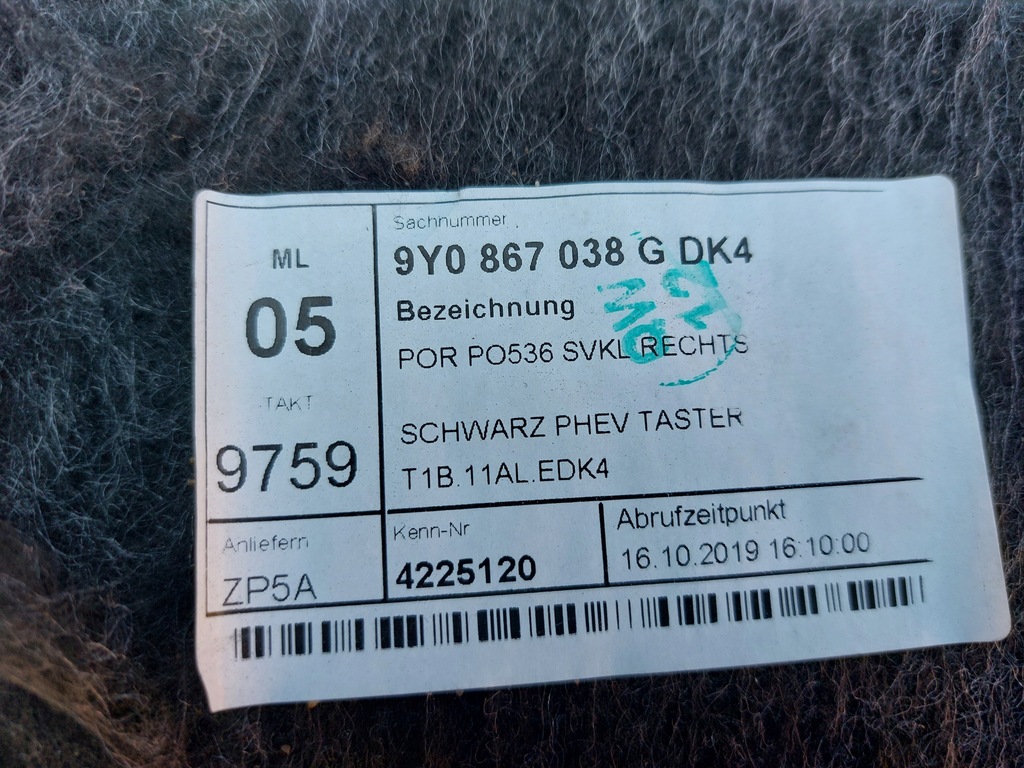 ML
05
TAKT
9759
Sachnummer
9Y0 867 038 G DK4
Bezeichnung
POR PO536 SVKL RECHTS
SCHWARZ PHEV TASTER
T1B.11AL.EDK4
Anliefern
ZP5A
Kenn-Nr
4225120
Abrufzeitpunkt
16.10.2019 16:10:00